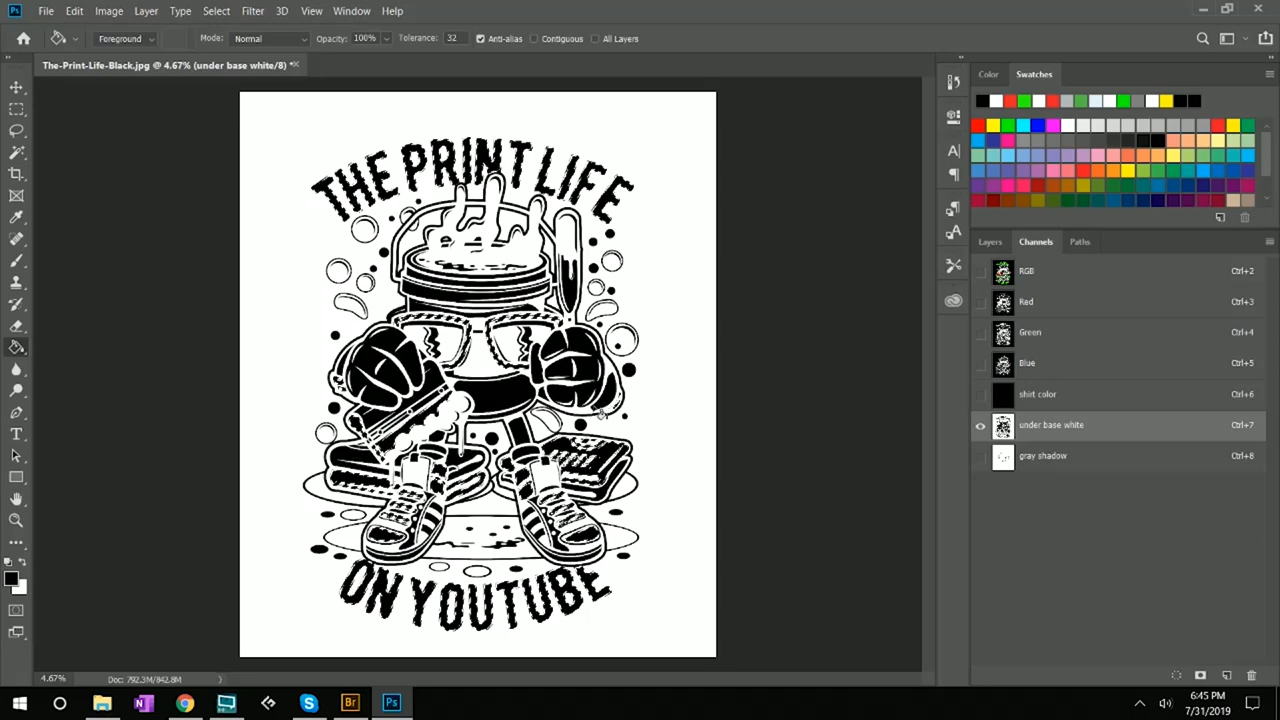 Ps File Edit Image Layer Type Select Filter 3D View Window Help
Foreground Mode: Normal Opacity: 100% Tolerance: 32 Anti-alias Contiguous All Layers
The-Print-Life-Black.jpg @ 4.67% (under base white/8) *
Color Swatches
THE PRINT LIFE
Layers Channels Paths
RGB Ctrl+2
Red Ctrl+3
Green Ctrl+4
Blue Ctrl+5
shirt color Ctrl+6
under base white Ctrl+7
gray shadow Ctrl+8
ON YOUTUBE
4.67% Doc: 792.3M/842.8M
Br Ps
6:45 PM
7/31/2019